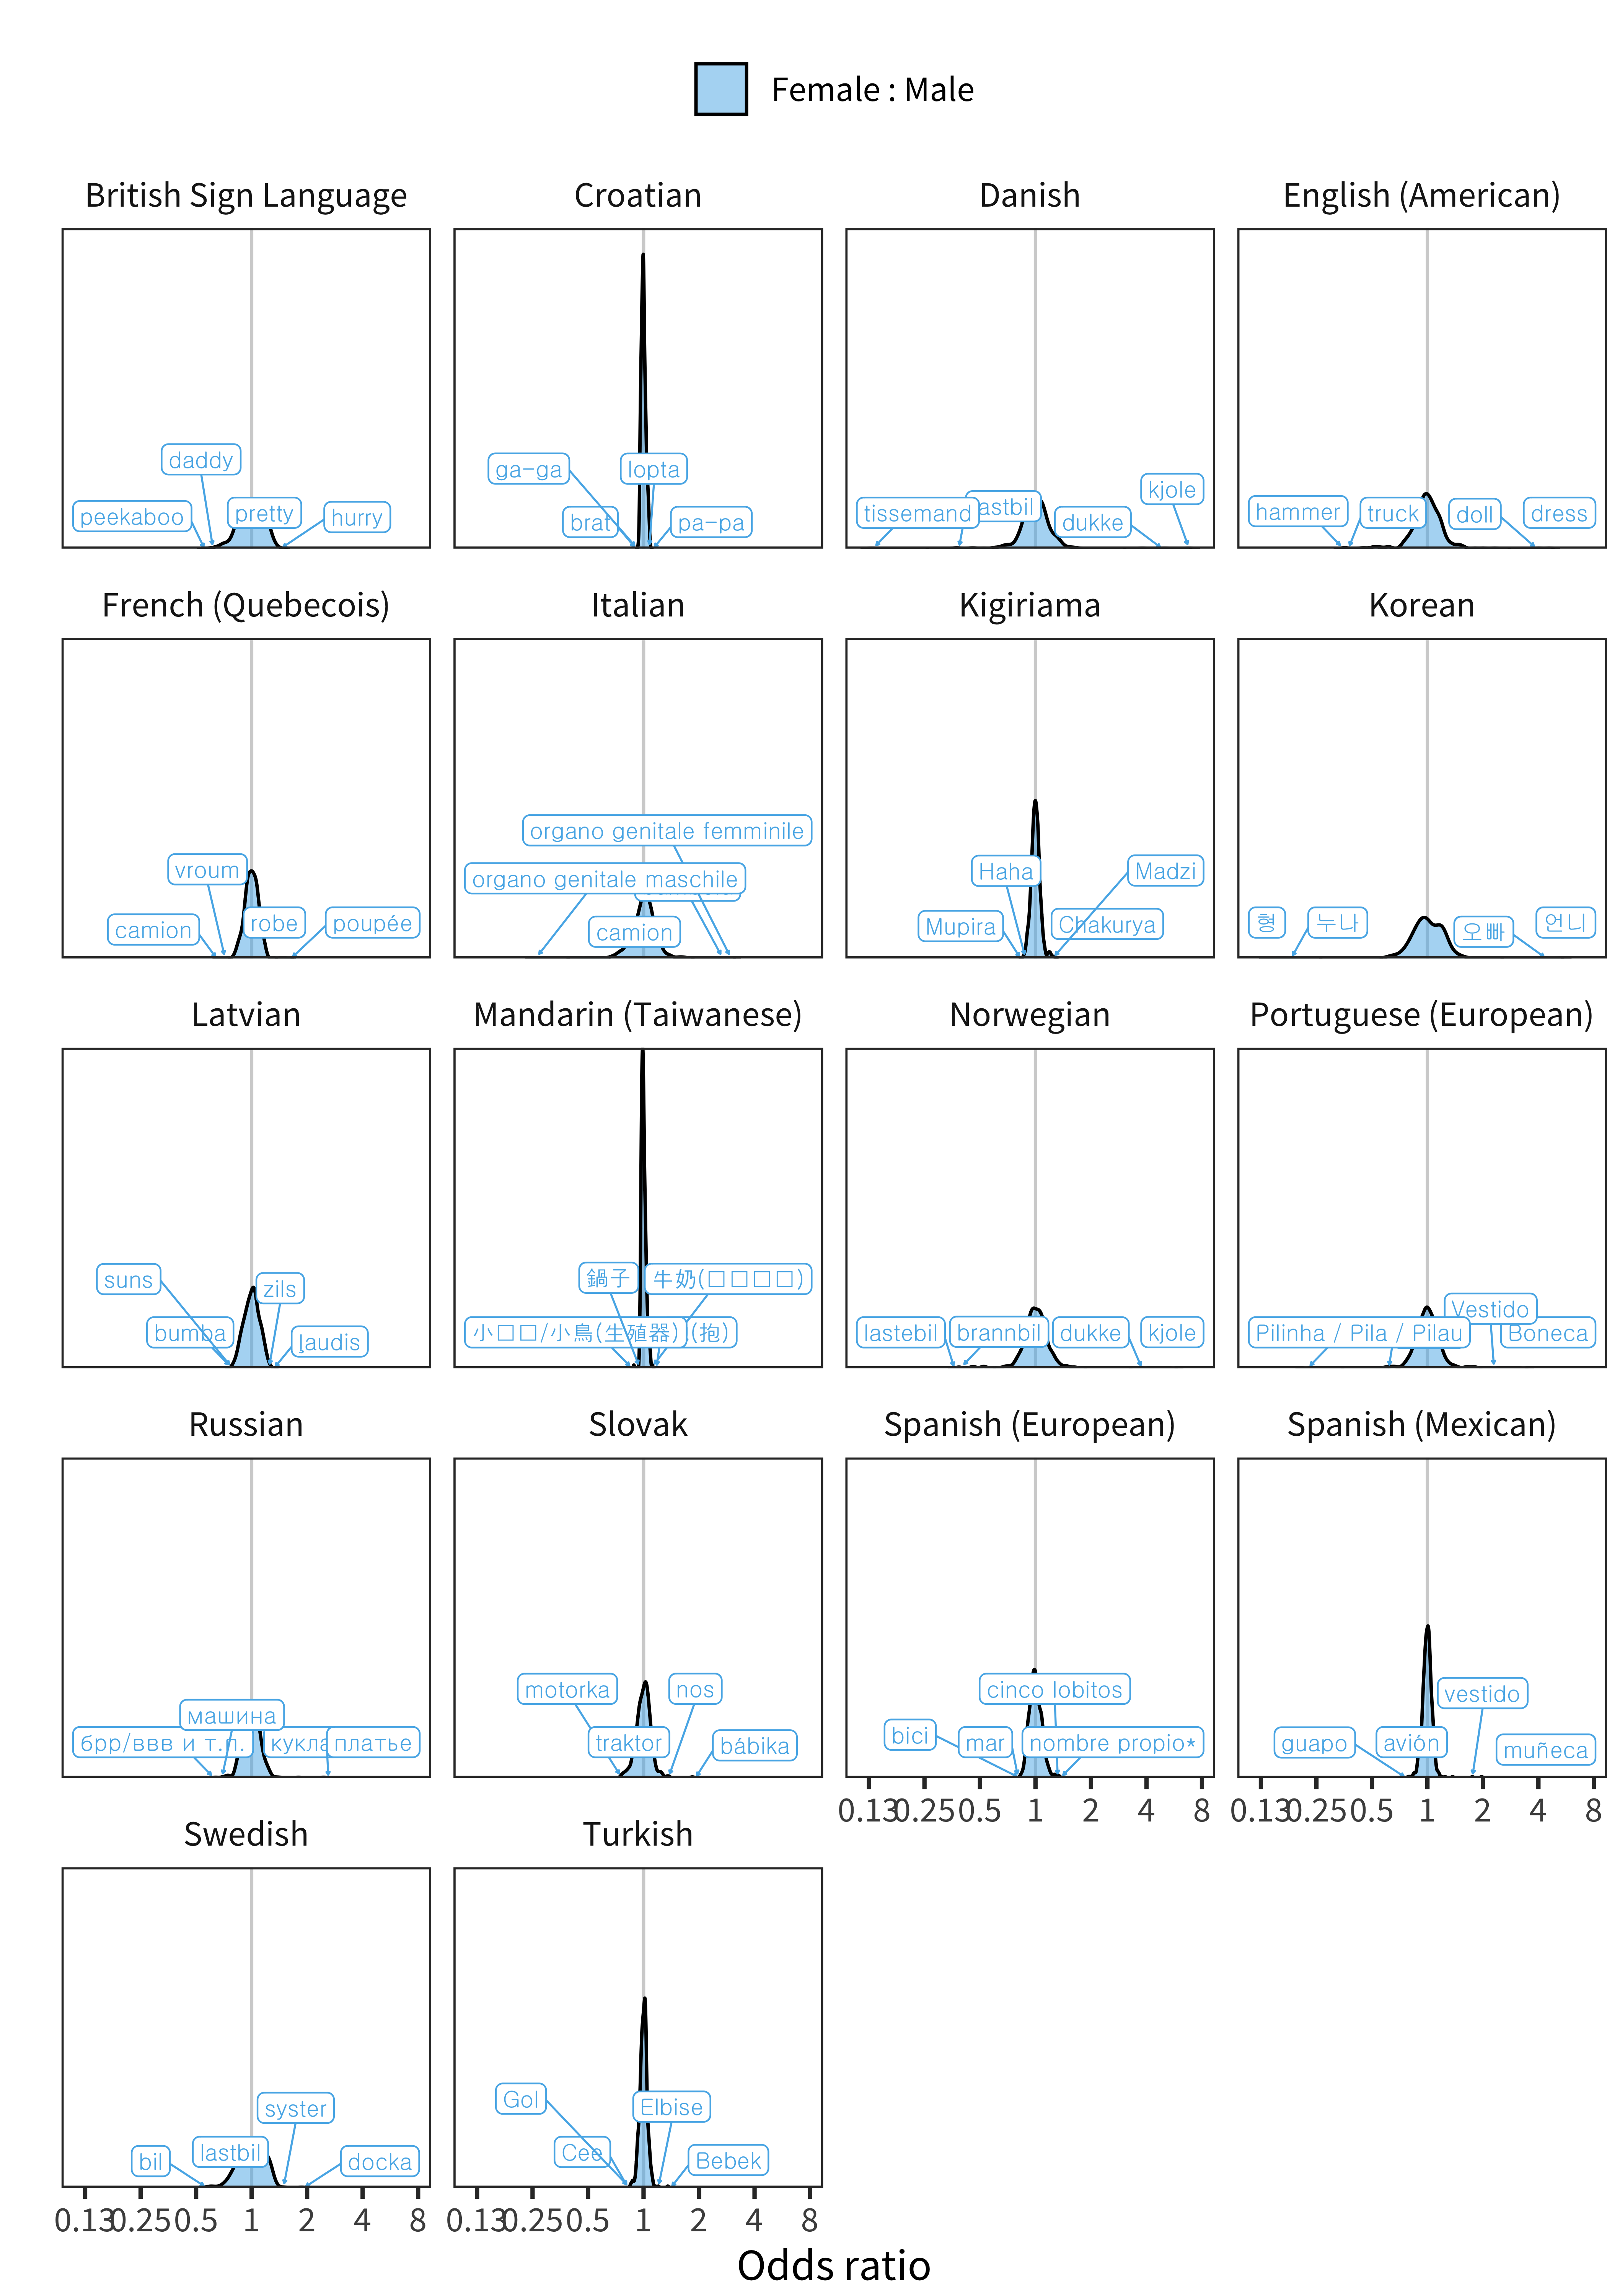 Female : Male
British Sign Language
Croatian
Danish
English (American)
daddy
peekaboo
pretty
hurry
ga-ga
lopta
brat
pa-pa
kjole
tissemand
dukke
hammer
truck
doll
dress
French (Quebecois)
Italian
Kigiriama
Korean
vroum
camion
robe
poupée
organo genitale femminile
organo genitale maschile
camion
Haha
Madzi
Mupira
Chakurya
형
누나
오빠
언니
Latvian
Mandarin (Taiwanese)
Norwegian
Portuguese (European)
suns
zils
bumba
ļaudis
鍋子
牛奶(□□□□)
小□□/小鳥(生殖器)
(抱)
lastebil
brannbil
dukke
kjole
Vestido
Pilinha / Pila / Pilau
Boneca
Russian
Slovak
Spanish (European)
Spanish (Mexican)
машина
брр/ввв и т.п.
кукла
платье
motorka
nos
traktor
bábika
cinco lobitos
bici
mar
nombre propio*
vestido
guapo
avión
muñeca
0.13 0.25 0.5 1 2 4 8
0.13 0.25 0.5 1 2 4 8
Swedish
Turkish
syster
bil
lastbil
docka
Gol
Elbise
Cee
Bebek
0.13 0.25 0.5 1 2 4 8
0.13 0.25 0.5 1 2 4 8
Odds ratio